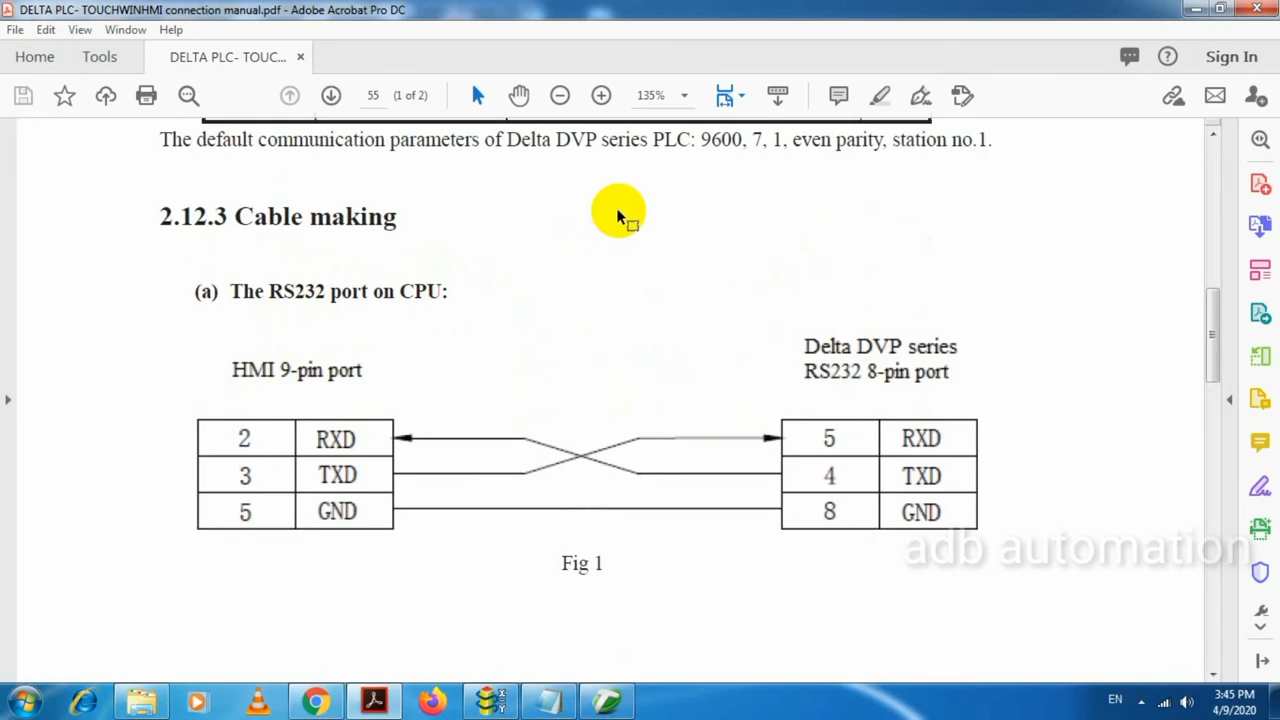 DELTA PLC- TOUCHWINHMI connection manual.pdf - Adobe Acrobat Pro DC
File Edit View Window Help
Home Tools DELTA PLC- TOUC... × Sign In
55 (1 of 2) 135%
The default communication parameters of Delta DVP series PLC: 9600, 7, 1, even parity, station no.1.
2.12.3 Cable making
(a) The RS232 port on CPU:
HMI 9-pin port
Delta DVP series
RS232 8-pin port
2 RXD 5 RXD
3 TXD 4 TXD
5 GND 8 GND
adb automation
Fig 1
EN 3:45 PM
4/9/2020